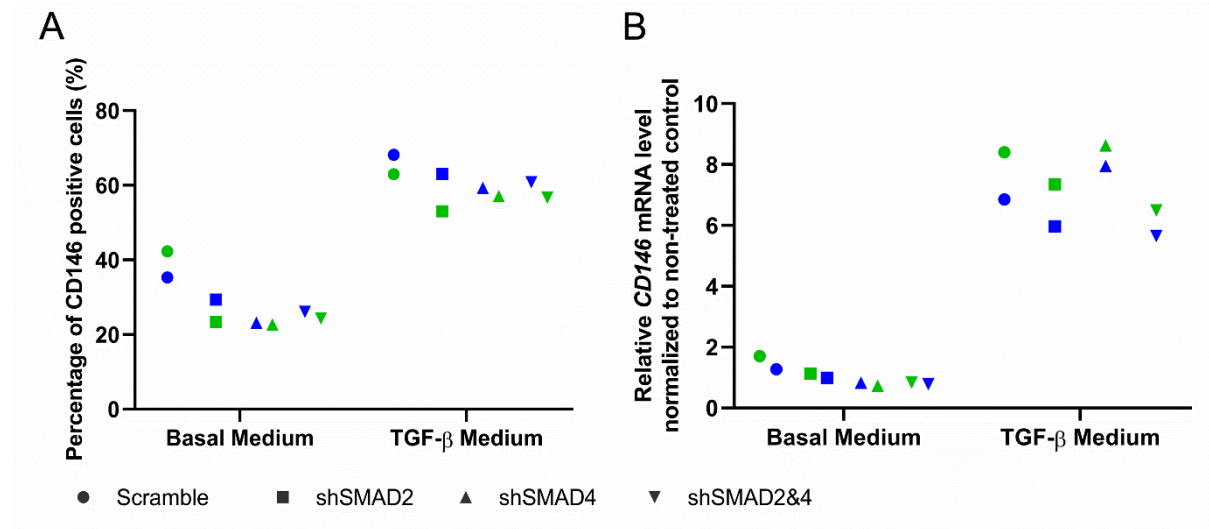 A
B
Percentage of CD146 positive cells (%)
80
60
40
20
0
Basal Medium
TGF-β Medium
Relative CD146 mRNA level
normalized to non-treated control
10
8
6
4
2
0
Basal Medium
TGF-β Medium
Scramble
shSMAD2
shSMAD4
shSMAD2&4